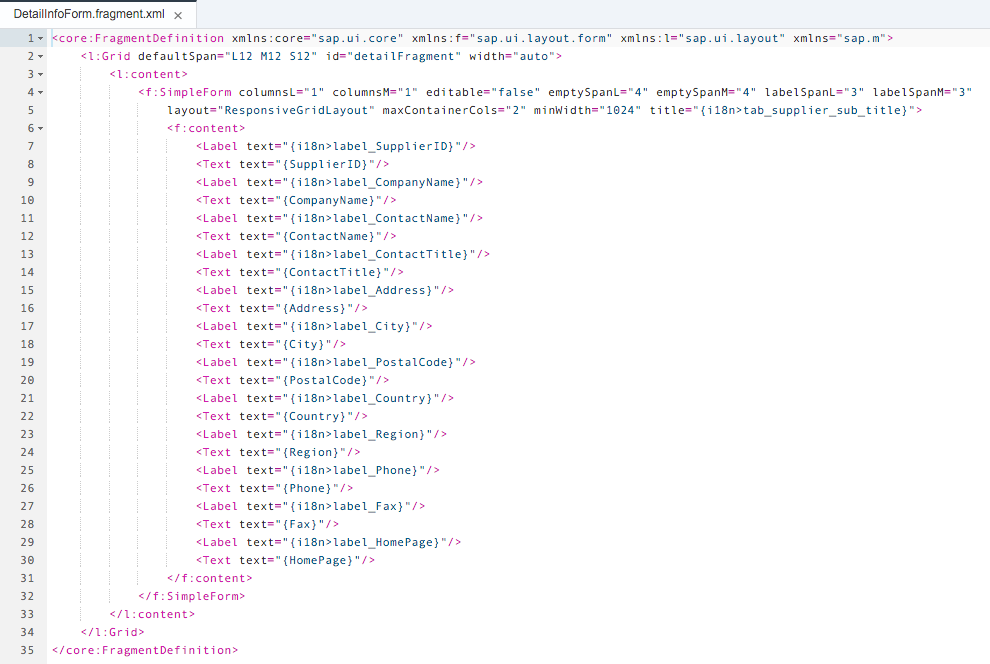 DetailInfoForm.fragment.xml ×
1 <core:FragmentDefinition xmlns:core="sap.ui.core" xmlns:f="sap.ui.layout.form" xmlns:l="sap.ui.layout" xmlns="sap.m">
2 <l:Grid defaultSpan="L12 M12 S12" id="detailFragment" width="auto">
3 <l:content>
4 <f:SimpleForm columnsL="1" columnsM="1" editable="false" emptySpanL="4" emptySpanM="4" labelSpanL="3" labelSpanM="3"
5 layout="ResponsiveGridLayout" maxContainerCols="2" minWidth="1024" title="{i18n>tab_supplier_sub_title}">
6 <f:content>
7 <Label text="{i18n>label_SupplierID}"/>
8 <Text text="{SupplierID}"/>
9 <Label text="{i18n>label_CompanyName}"/>
10 <Text text="{CompanyName}"/>
11 <Label text="{i18n>label_ContactName}"/>
12 <Text text="{ContactName}"/>
13 <Label text="{i18n>label_ContactTitle}"/>
14 <Text text="{ContactTitle}"/>
15 <Label text="{i18n>label_Address}"/>
16 <Text text="{Address}"/>
17 <Label text="{i18n>label_City}"/>
18 <Text text="{City}"/>
19 <Label text="{i18n>label_PostalCode}"/>
20 <Text text="{PostalCode}"/>
21 <Label text="{i18n>label_Country}"/>
22 <Text text="{Country}"/>
23 <Label text="{i18n>label_Region}"/>
24 <Text text="{Region}"/>
25 <Label text="{i18n>label_Phone}"/>
26 <Text text="{Phone}"/>
27 <Label text="{i18n>label_Fax}"/>
28 <Text text="{Fax}"/>
29 <Label text="{i18n>label_HomePage}"/>
30 <Text text="{HomePage}"/>
31 </f:content>
32 </f:SimpleForm>
33 </l:content>
34 </l:Grid>
35 </core:FragmentDefinition>